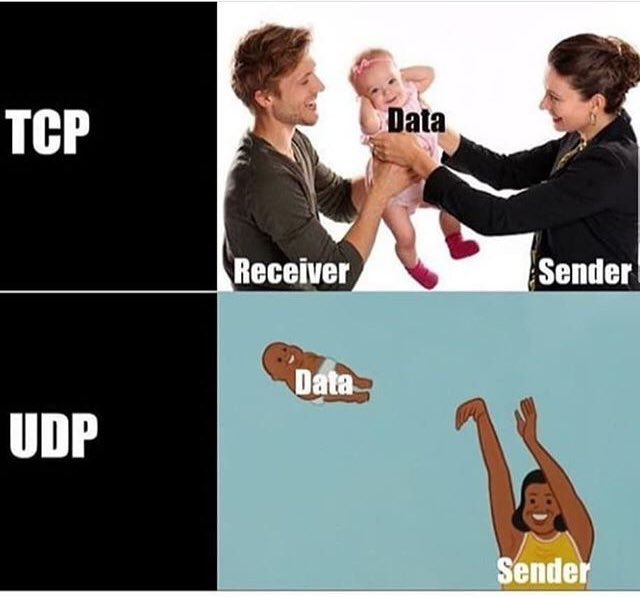 TCP
Data
Receiver
Sender
UDP
Data
Sender